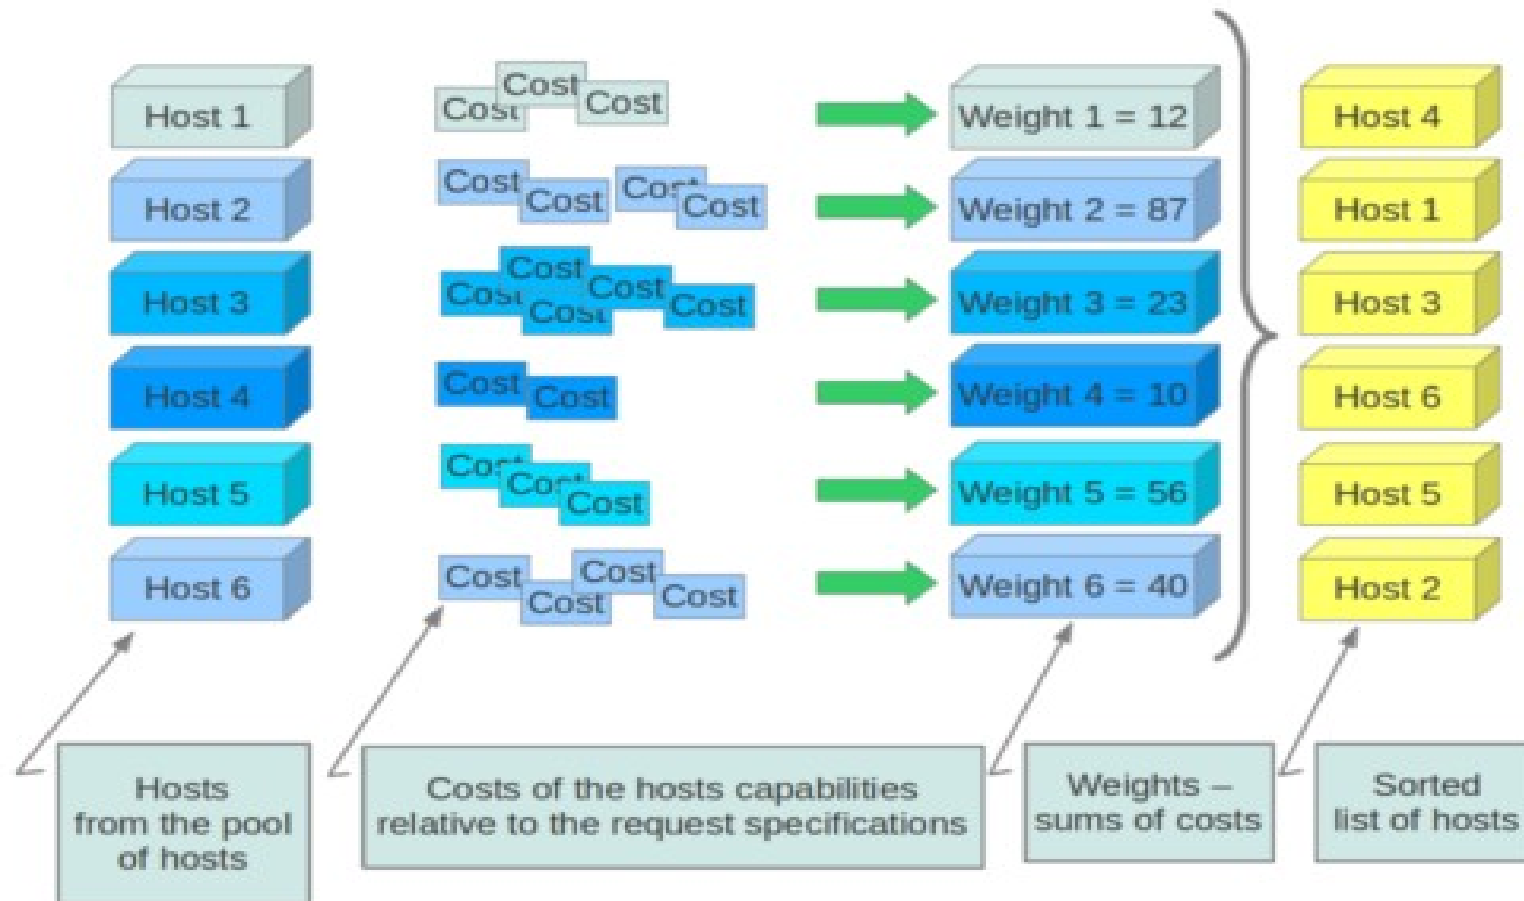 Host 1
Cost
Cost
Cost
Weight 1 = 12
Host 4
Host 2
Cost
Cost
Cost
Cost
Weight 2 = 87
Host 1
Host 3
Cost
Cost
Cost
Cost
Cost
Weight 3 = 23
Host 3
Host 4
Cost
Cost
Weight 4 = 10
Host 6
Host 5
Cost
Cost
Cost
Weight 5 = 56
Host 5
Host 6
Cost
Cost
Cost
Cost
Weight 6 = 40
Host 2
Hosts
from the pool
of hosts
Costs of the hosts capabilities
relative to the request specifications
Weights –
sums of costs
Sorted
list of hosts